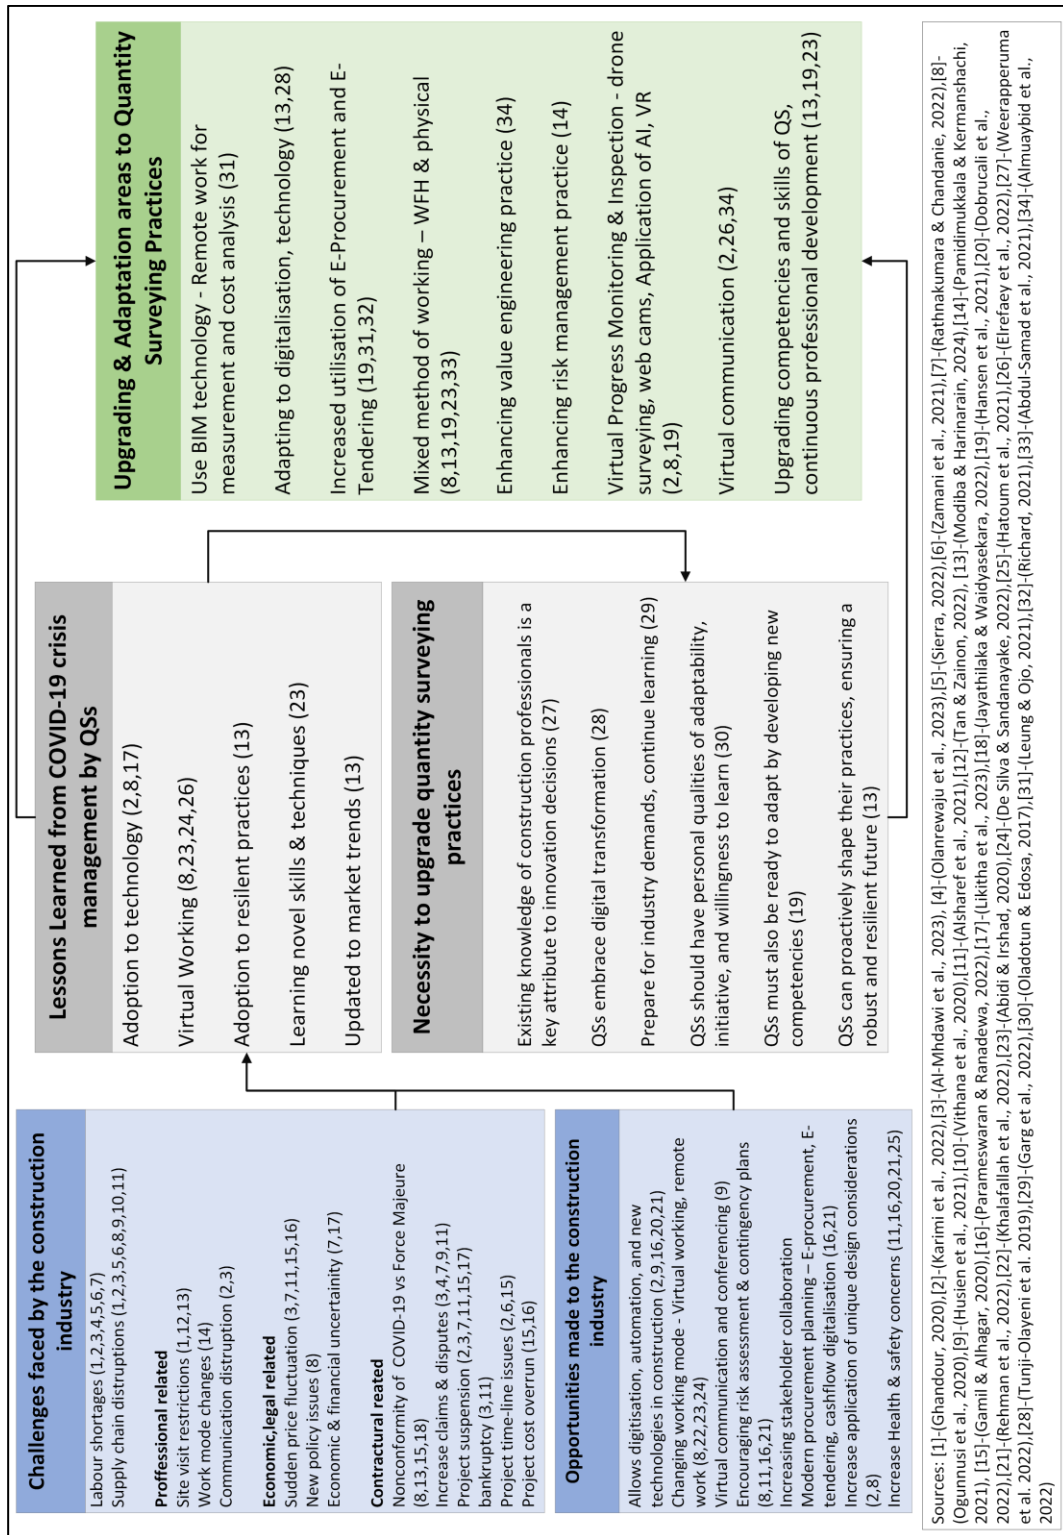 Challenges faced by the construction
industry
Labour shortages (1,2,3,4,5,6,7)
Supply chain distruptions (1,2,3,5,6,8,9,10,11)
Proffessional related
Site visit restrictions (1,12,13)
Work mode changes (14)
Communication distruption (2,3)
Economic,legal related
Sudden price fluctuation (3,7,11,15,16)
New policy issues (8)
Economic & financial uncertainity (7,17)
Contractural reated
Nonconformity of COVID-19 vs Force Majeure
(8,13,15,18)
Increase claims & disputes (3,4,7,9,11)
Project suspension (2,3,7,11,15,17)
bankruptcy (3,11)
Project time-line issues (2,6,15)
Project cost overrun (15,16)
Opportunities made to the construction
industry
Allows digitisation, automation, and new
technologies in construction (2,9,16,20,21)
Changing working mode - Virtual working, remote
work (8,22,23,24)
Virtual communication and conferencing (9)
Encouraging risk assessment & contingency plans
(8,11,16,21)
Increasing stakeholder collaboration
Modern procurement planning – E-procurement, E-
tendering, cashflow digitalisation (16,21)
Increase application of unique design considerations
(2,8)
Increase Health & safety concerns (11,16,20,21,25)
Lessons Learned from COVID-19 crisis
management by QSs
Adoption to technology (2,8,17)
Virtual Working (8,23,24,26)
Adoption to resilent practices (13)
Learning novel skills & techniques (23)
Updated to market trends (13)
Necessity to upgrade quantity surveying
practices
Existing knowledge of construction professionals is a
key attribute to innovation decisions (27)
QSs embrace digital transformation (28)
Prepare for industry demands, continue learning (29)
QSs should have personal qualities of adaptability,
initiative, and willingness to learn (30)
QSs must also be ready to adapt by developing new
competencies (19)
QSs can proactively shape their practices, ensuring a
robust and resilient future (13)
Upgrading & Adaptation areas to Quantity
Surveying Practices
Use BIM technology - Remote work for
measurement and cost analysis (31)
Adapting to digitalisation, technology (13,28)
Increased utilisation of E-Procurement and E-
Tendering (19,31,32)
Mixed method of working – WFH & physical
(8,13,19,23,33)
Enhancing value engineering practice (34)
Enhancing risk management practice (14)
Virtual Progress Monitoring & Inspection - drone
surveying, web cams, Application of AI, VR
(2,8,19)
Virtual communication (2,26,34)
Upgrading competencies and skills of QS,
continuous professional development (13,19,23)
Sources: [1]-(Ghandour, 2020),[2]-(Karimi et al., 2022),[3]-(Al-Mhdawi et al., 2023), [4]-(Olanrewaju et al., 2023),[5]-(Sierra, 2022),[6]-(Zamani et al., 2021),[7]-(Rathnakumara & Chandanie, 2022),[8]-
(Ogunnusi et al., 2020),[9]-(Husien et al., 2021),[10]-(Vithana et al., 2020),[11]-(Alsharef et al., 2021),[12]-(Tan & Zainon, 2022), [13]-(Modiba & Harinarain, 2024),[14]-(Pamidimukkala & Kermanshachi,
2021), [15]-(Gamil & Alhagar, 2020),[16]-(Parameswaran & Ranadewa, 2022),[17]-(Likitha et al., 2023),[18]-(Jayathilaka & Waidyasekara, 2022),[19]-(Hansen et al., 2021),[20]-(Dobrucali et al.,
2022),[21]-(Rehman et al., 2022),[22]-(Khalafallah et al., 2022),[23]-(Abidi & Irshad, 2020),[24]-(De Silva & Sandanayake, 2022),[25]-(Hatoum et al., 2021),[26]-(Elrefaey et al., 2022),[27]-(Weerapperuma
et al. 2022),[28]-(Tunji-Olayeni et al. 2019),[29]-(Garg et al., 2022),[30]-(Oladotun & Edosa, 2017),[31]-(Leung & Ojo, 2021),[32]-(Richard, 2021),[33]-(Abdul-Samad et al., 2021),[34]-(Almuaybid et al.,
2022)